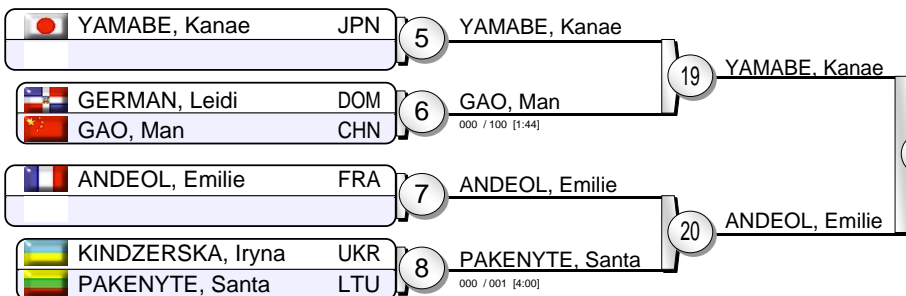 YAMABE, Kanae JPN 5 YAMABE, Kanae
19 YAMABE, Kanae
GERMAN, Leidi DOM
6 GAO, Man
GAO, Man CHN
000 / 100 [1:44]
ANDEOL, Emilie FRA
7 ANDEOL, Emilie
20 ANDEOL, Emilie
KINDZERSKA, Iryna UKR
8 PAKENYTE, Santa
PAKENYTE, Santa LTU
000 / 001 [4:00]